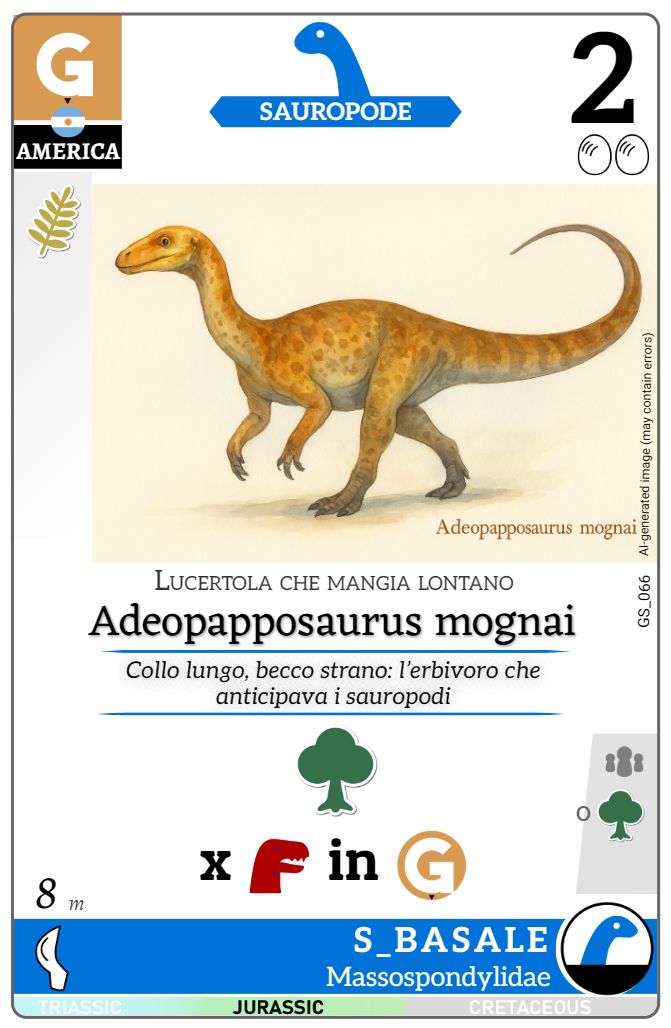 G
AMERICA
SAUROPODE
2
Adeopapposaurus mognai
AI-generated image (may contain errors)
GS_066
Lucertola che mangia lontano
Adeopapposaurus mognai
Collo lungo, becco strano: l’erbivoro che
anticipava i sauropodi
o
x in G
8 m
S_BASALE
Massospondylidae
TRIASSIC JURASSIC CRETACEOUS